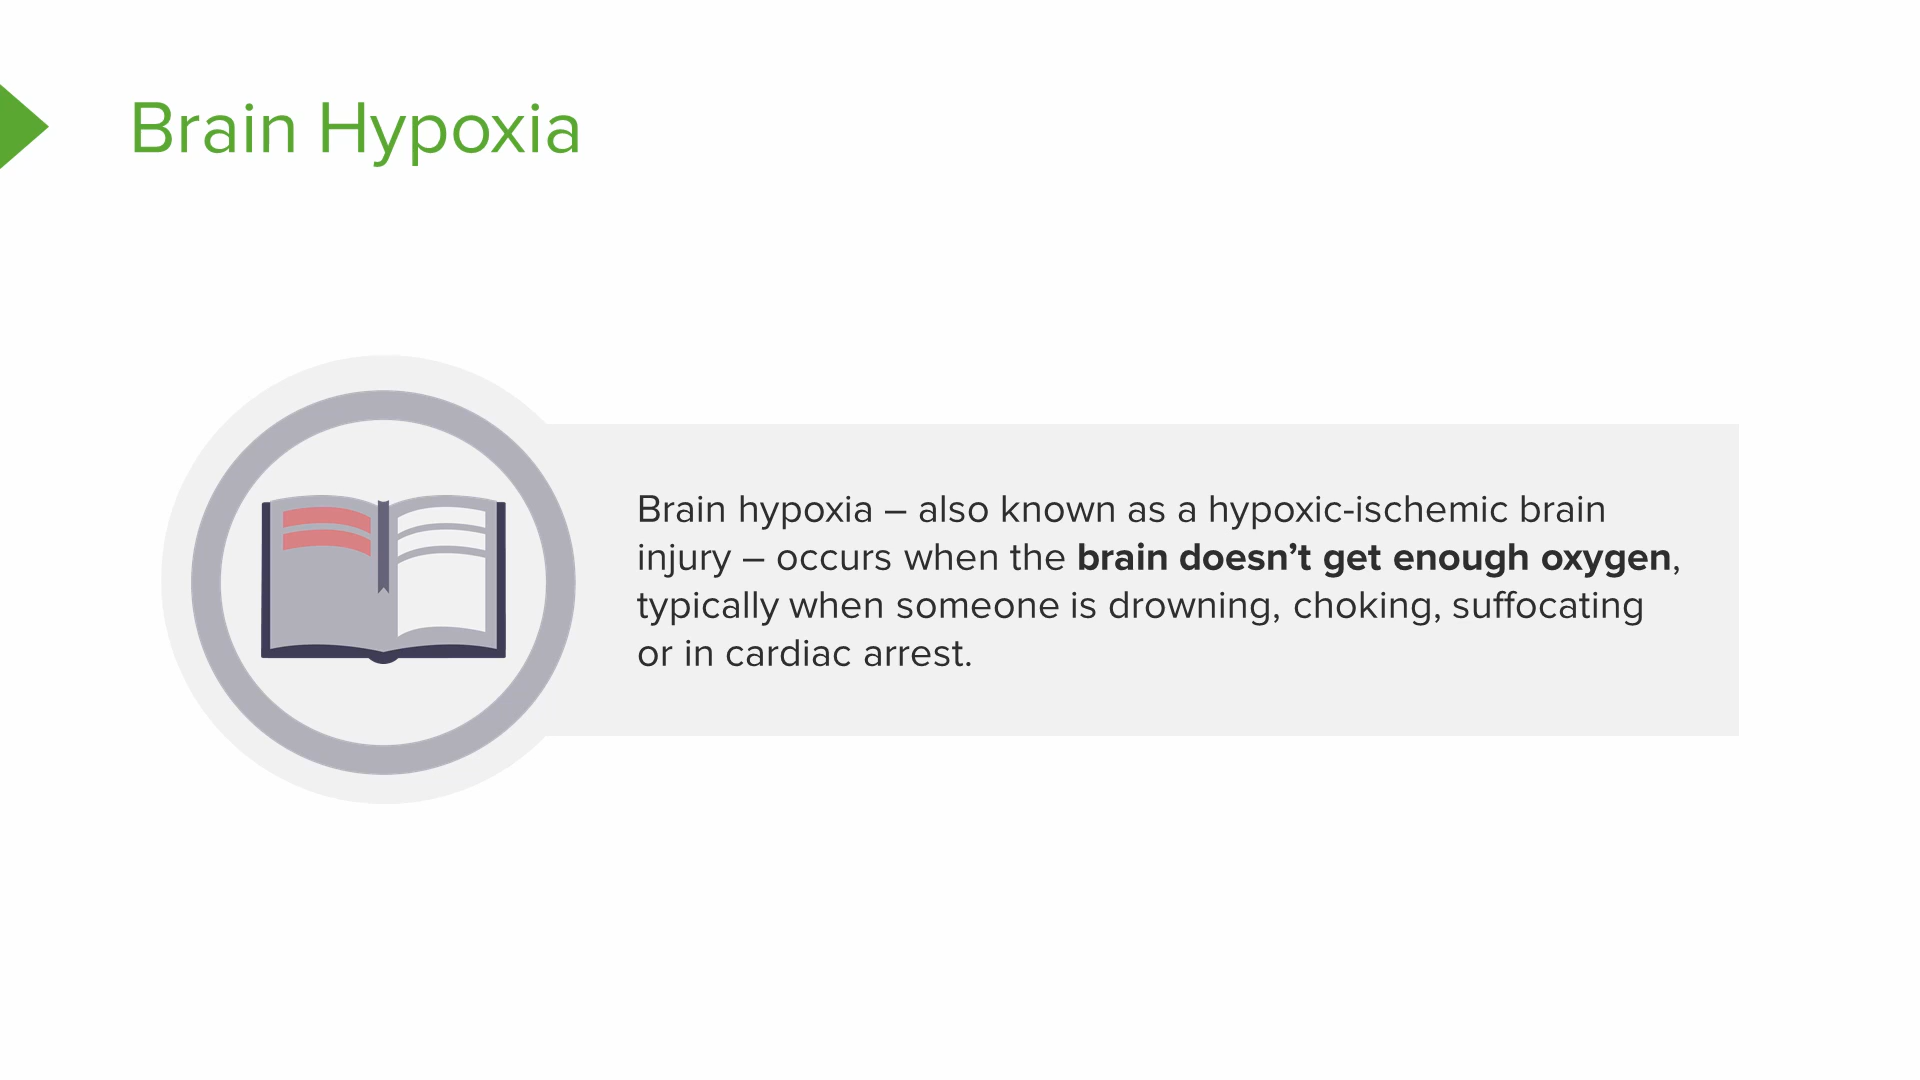 Brain Hypoxia
Brain hypoxia – also known as a hypoxic-ischemic brain
injury – occurs when the brain doesn’t get enough oxygen,
typically when someone is drowning, choking, suffocating
or in cardiac arrest.